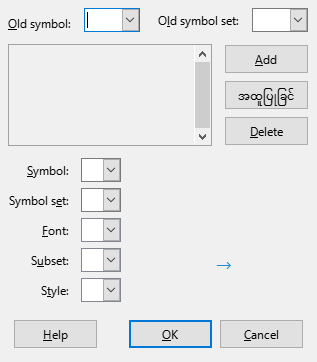 Old symbol: Old symbol set:
Add
အထူးပြုခြင်
Delete
Symbol:
Symbol set:
Font:
Subset:
→
Style:
Help OK Cancel